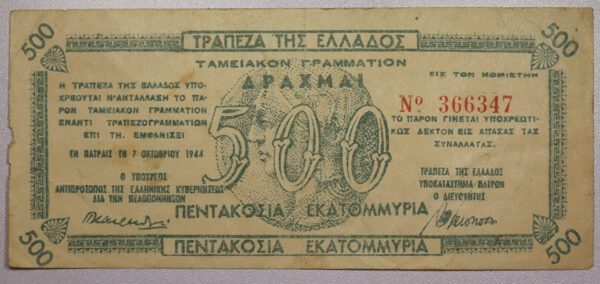 500
500
ΤΡΑΠΕΖΑ ΤΗΣ ΕΛΛΑΔΟΣ
ΤΑΜΕΙΑΚΟΝ ΓΡΑΜΜΑΤΙΟΝ
ΔΡΑΧΜΑΙ
Η ΤΡΑΠΕΖΑ ΤΗΣ ΕΛΛΑΔΟΣ ΥΠΟ-
ΧΡΕΟΥΤΑΙ Ν'ΑΝΤΑΛΛΑΞΗ ΤΟ ΠΑ-
ΡΟΝ ΤΑΜΕΙΑΚΟΝ ΓΡΑΜΜΑΤΙΟΝ
ΕΝΑΝΤΙ ΤΡΑΠΕΖΟΓΡΑΜΜΑΤΙΩΝ
ΕΠΙ ΤΗ. ΕΜΦΑΝΙΣΕΙ
ΕΝ ΠΑΤΡΑΙΣ ΤΗ 7 ΟΚΤΩΒΡΙΟΥ 1944
Ο ΥΠΟΥΡΓΟΣ
ΑΝΤΙΠΡΟΣΩΠΟΣ ΤΗΣ ΕΛΛΗΝΙΚΗΣ ΚΥΒΕΡΝΗΣΕΩΣ
ΔΙΑ ΤΗΝ ΠΕΛΟΠΟΝΝΗΣΟΝ
500
ΕΙΣ ΤΟΝ ΚΟΜΙΣΤΗΝ
Nº 366347
ΤΟ ΠΑΡΟΝ ΓΙΝΕΤΑΙ ΥΠΟΧΡΕΩΤΙ-
ΚΩΣ ΔΕΚΤΟΝ ΕΙΣ ΑΠΑΣΑΣ ΤΑΣ
ΣΥΝΑΛΛΑΓΑΣ.
ΤΡΑΠΕΖΑ ΤΗΣ ΕΛΛΑΔΟΣ
ΥΠΟΚΑΤΑΣΤΗΜΑ ΠΑΤΡΩΝ
Ο ΔΙΕΥΘΥΝΤΗΣ
ΠΕΝΤΑΚΟΣΙΑ ΕΚΑΤΟΜΜΥΡΙΑ
ΠΕΝΤΑΚΟΣΙΑ ΕΚΑΤΟΜΜΥΡΙΑ
500
500